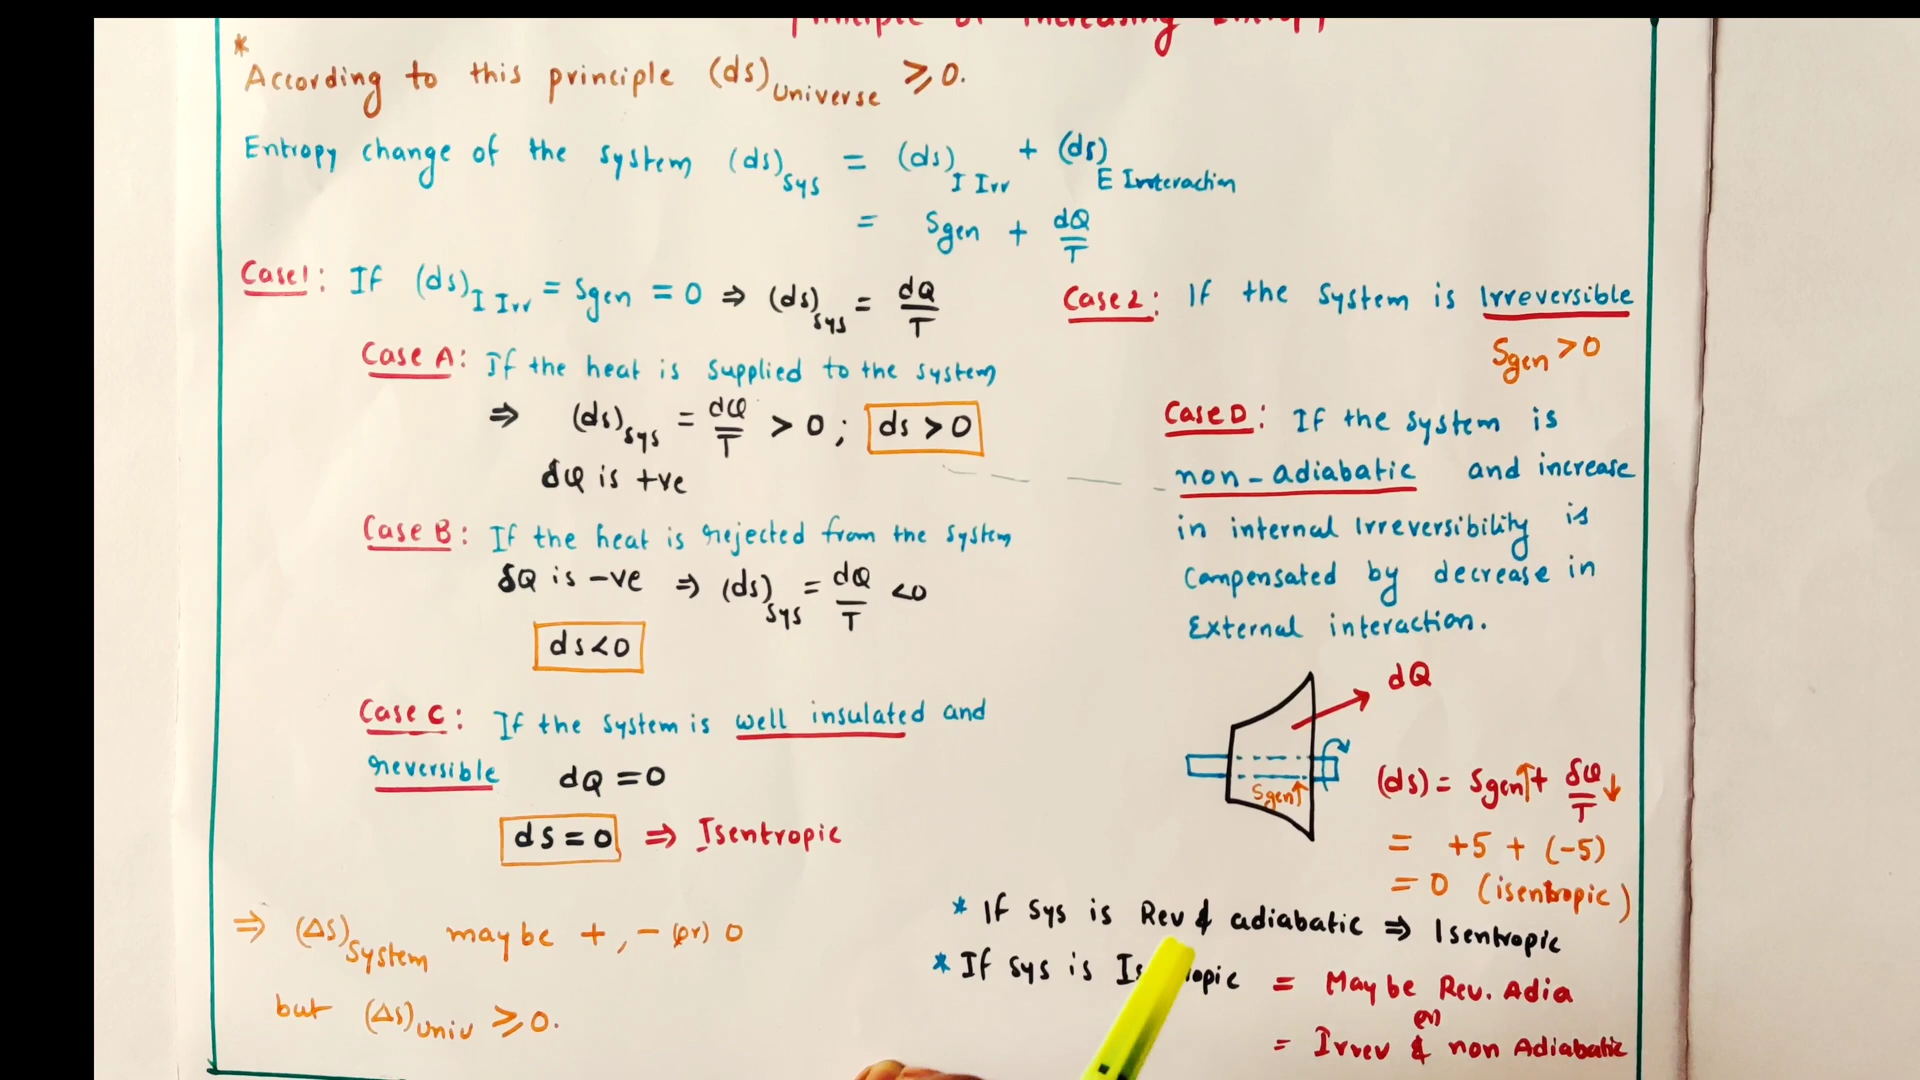 Principle of Increasing Entropy
* According to this principle (ds)Universe ⩾ 0.
Entropy change of the system (ds)sys = (ds)I Irr + (ds)E Interaction
= Sgen + dQ/T
Case1: If (ds)I Irr = Sgen = 0 ⇒ (ds)sys = dQ/T
Case A: If the heat is supplied to the system
⇒ (ds)sys = dQ/T > 0 ; ds > 0
δQ is +ve
Case B: If the heat is rejected from the system
δQ is -ve ⇒ (ds)sys = dQ/T <0
ds<0
Case C: If the system is well insulated and
reversible dQ = 0
ds = 0 ⇒ Isentropic
⇒ (Δs)system maybe +, - (or) 0
but (Δs)univ ⩾ 0.
Case2: If the system is Irreversible
Sgen > 0
Case D: If the system is
non-adiabatic and increase
in internal Irreversibility is
compensated by decrease in
External interaction.
dQ
Sgen↑
(ds) = Sgen↑ + δQ/T ↓
= +5 + (-5)
= 0 (isentropic)
* If sys is Rev & adiabatic ⇒ Isentropic
* If sys is = Maybe Rev. Adia
(or)
= Irrev & non Adiabatic